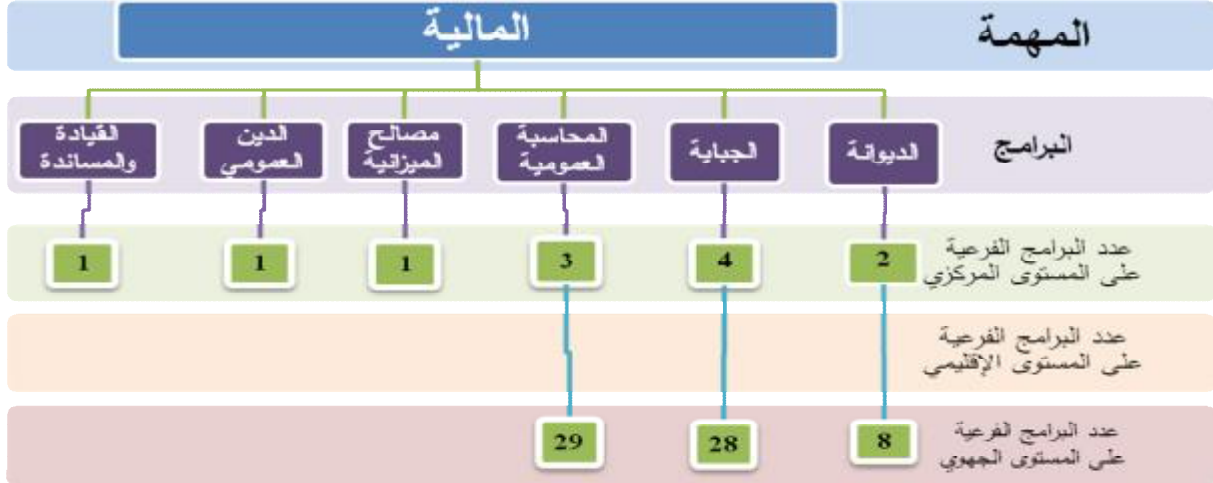 المهمة
المالية
البرامج
الديوانة
الجباية
المحاسبة
العمومية
مصالح
الميزانية
الدين
العمومي
القيادة
والمساندة
عدد البرامج الفرعية
على المستوى المركزي
2
4
3
1
1
1
عدد البرامج الفرعية
على المستوى الإقليمي
عدد البرامج الفرعية
على المستوى الجهوي
8
28
29